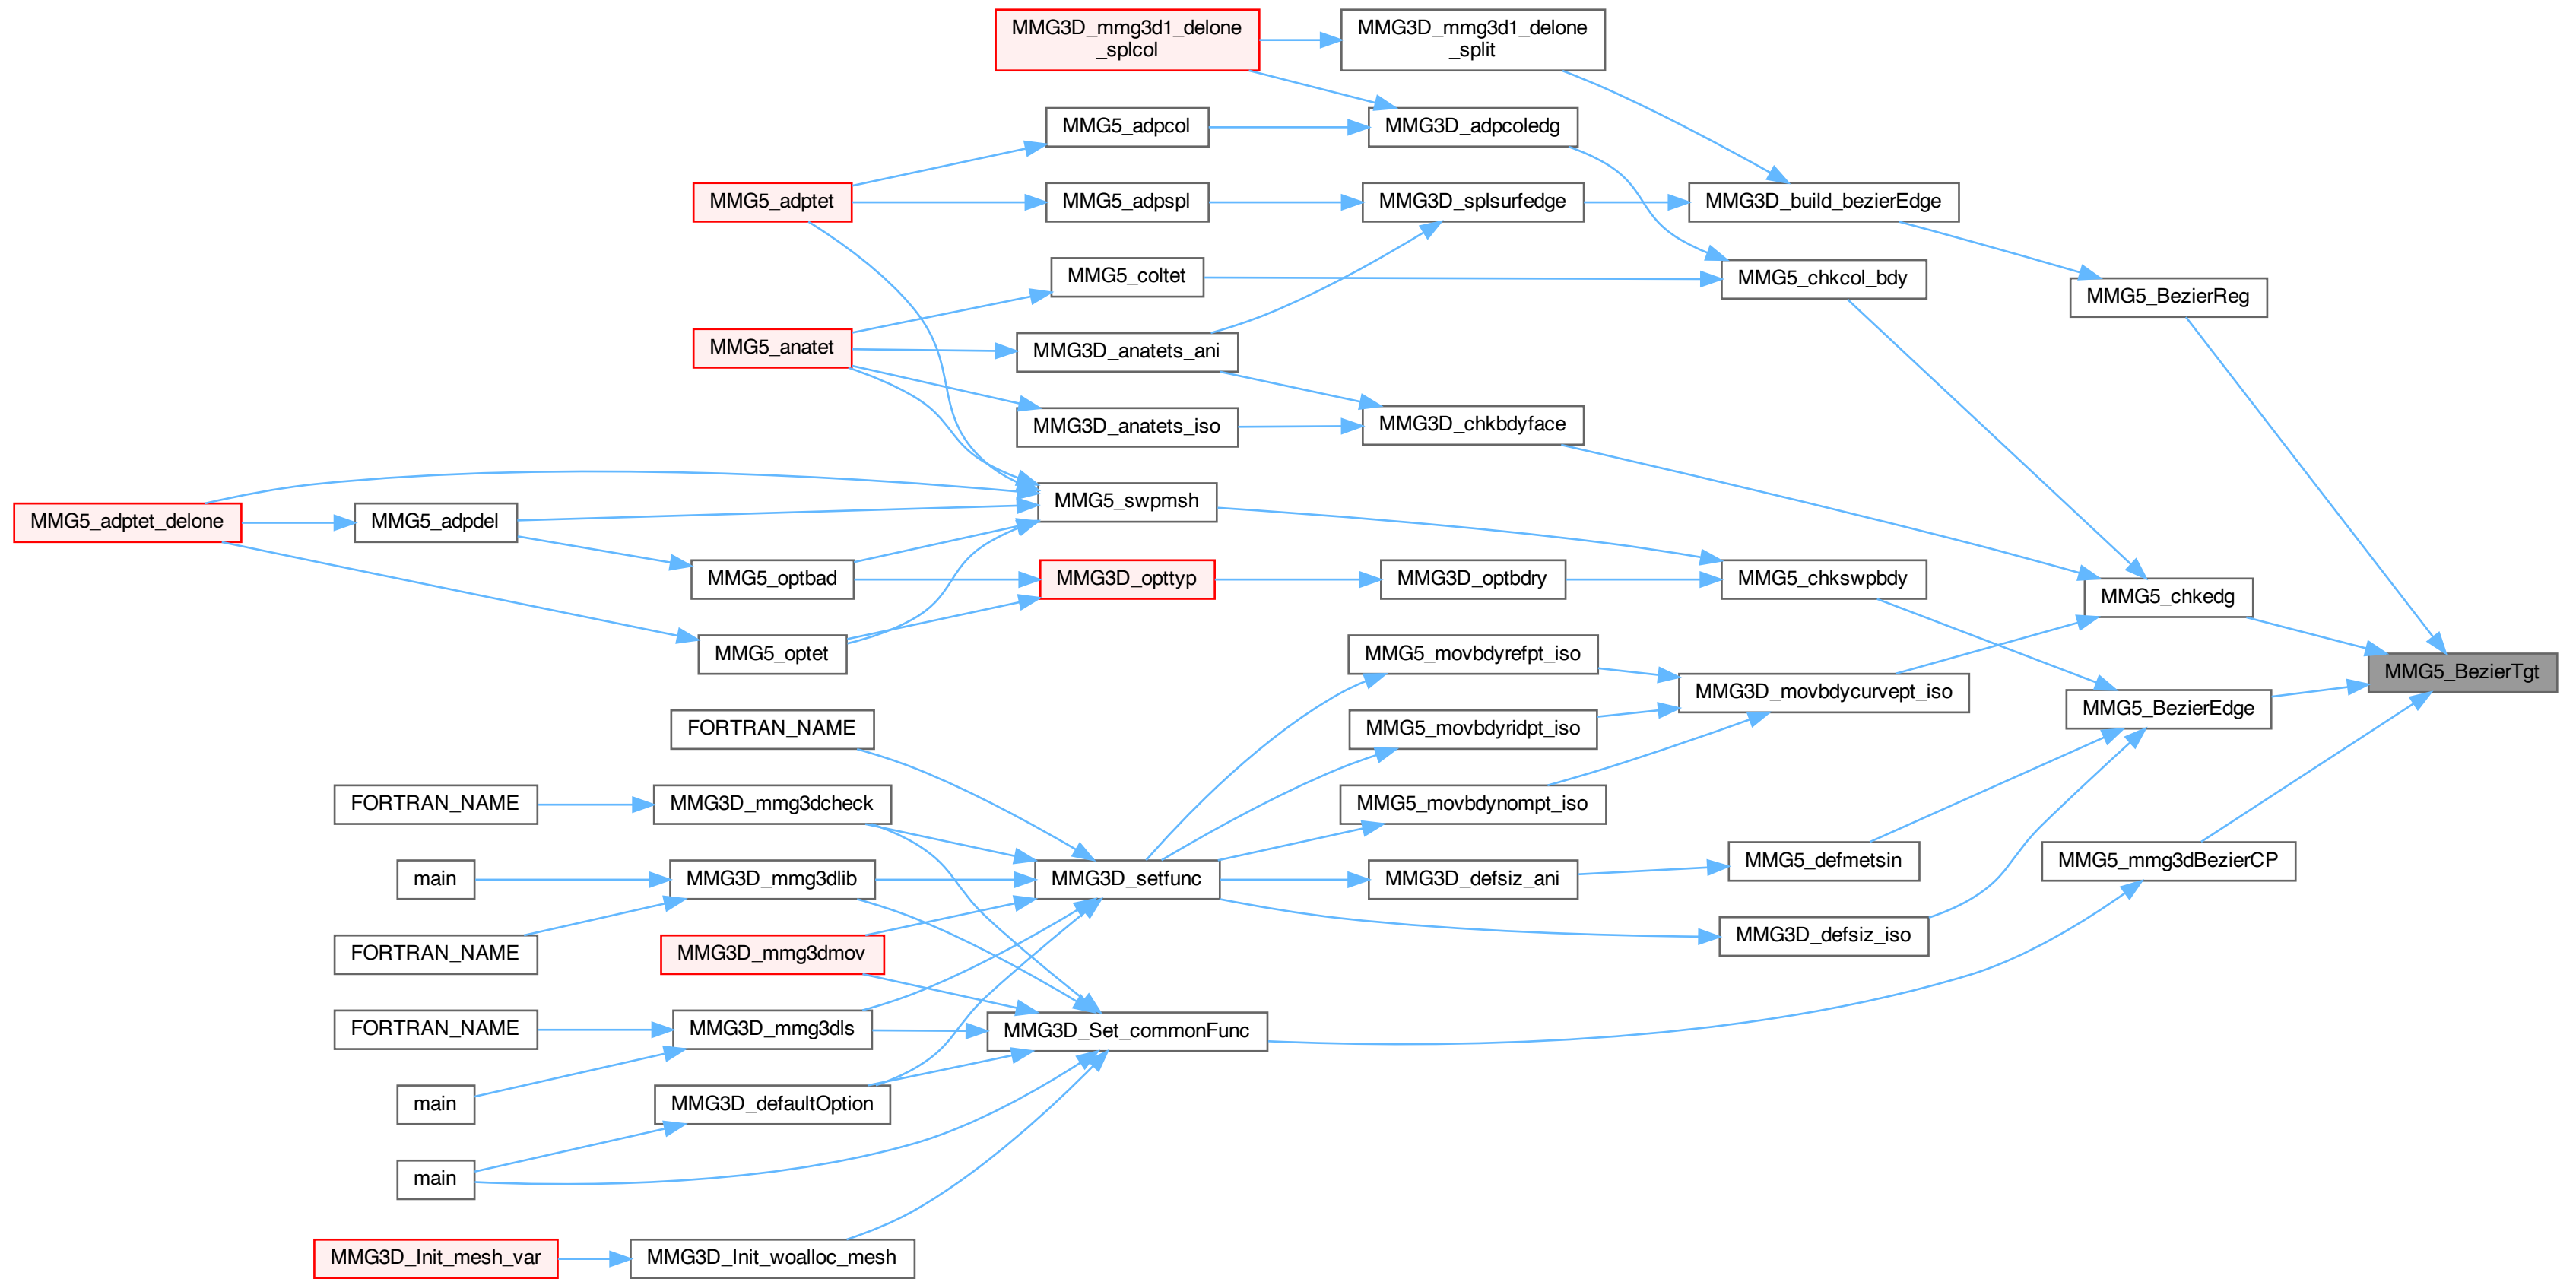 MMG3D_mmg3d1_delone
_splcol
MMG3D_mmg3d1_delone
_split
MMG5_adpcol
MMG3D_adpcoledg
MMG5_adptet
MMG5_adpspl
MMG3D_splsurfedge
MMG3D_build_bezierEdge
MMG5_coltet
MMG5_chkcol_bdy
MMG5_BezierReg
MMG5_anatet
MMG3D_anatets_ani
MMG3D_anatets_iso
MMG3D_chkbdyface
MMG5_adptet_delone
MMG5_adpdel
MMG5_swpmsh
MMG5_optbad
MMG3D_opttyp
MMG3D_optbdry
MMG5_chkswpbdy
MMG5_chkedg
MMG5_optet
MMG5_movbdyrefpt_iso
MMG5_BezierTgt
MMG3D_movbdycurvept_iso
MMG5_BezierEdge
FORTRAN_NAME
MMG5_movbdyridpt_iso
FORTRAN_NAME
MMG3D_mmg3dcheck
MMG5_movbdynompt_iso
main
MMG3D_mmg3dlib
MMG3D_setfunc
MMG3D_defsiz_ani
MMG5_defmetsin
MMG5_mmg3dBezierCP
FORTRAN_NAME
MMG3D_mmg3dmov
MMG3D_defsiz_iso
FORTRAN_NAME
MMG3D_mmg3dls
MMG3D_Set_commonFunc
main
MMG3D_defaultOption
main
MMG3D_Init_mesh_var
MMG3D_Init_woalloc_mesh